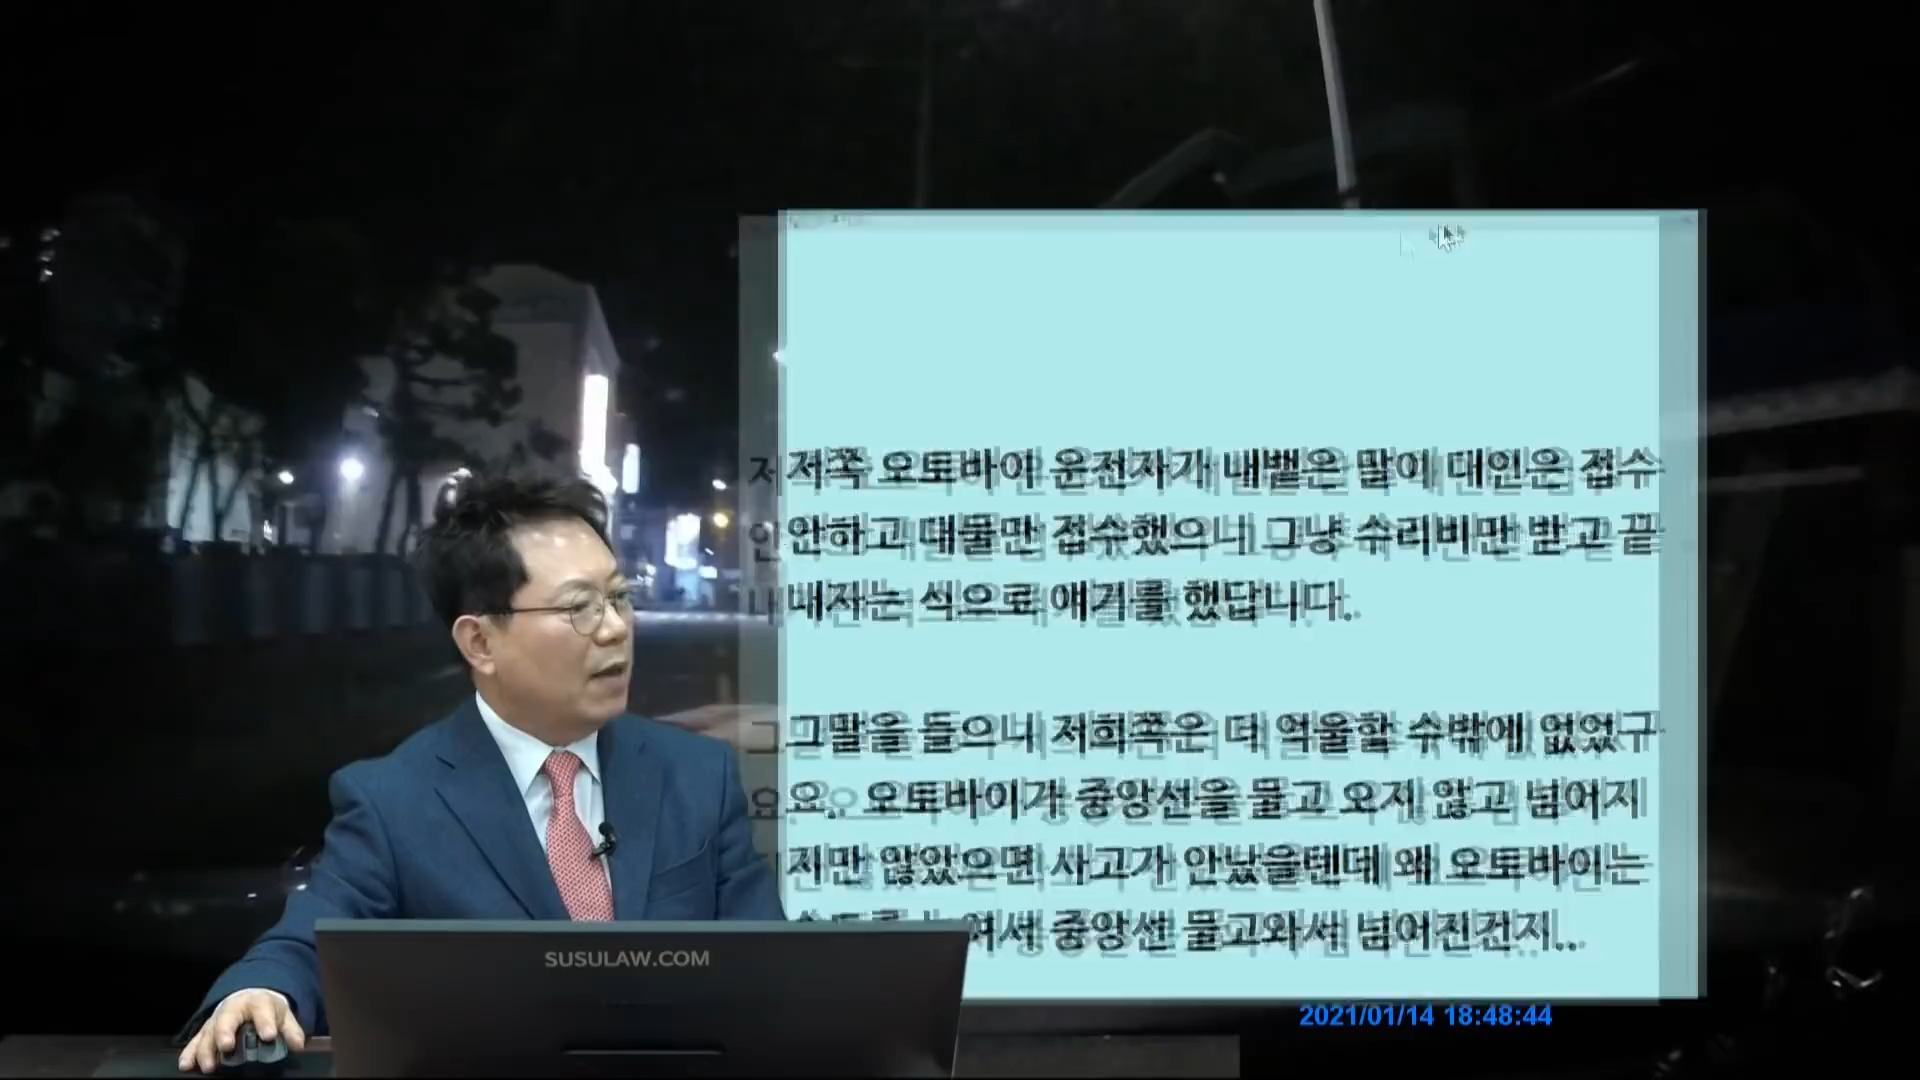 저쪽 오토바이 운전자가 내뱉은 말이 대인은 접수
안하고 대물만 접수했으니 그냥 수리비만 받고 끝
내자는 식으로 얘기를 했답니다.
그말을 들으니 저희쪽은 더 억울할 수밖에 없었구
요.. 오토바이가 중앙선을 물고 오지 않고 넘어지
지만 않았으면 사고가 안났을텐데 왜 오토바이는
중앙선 물고와서 넘어진건지..
SUSULAW.COM
2021/01/14 18:48:44